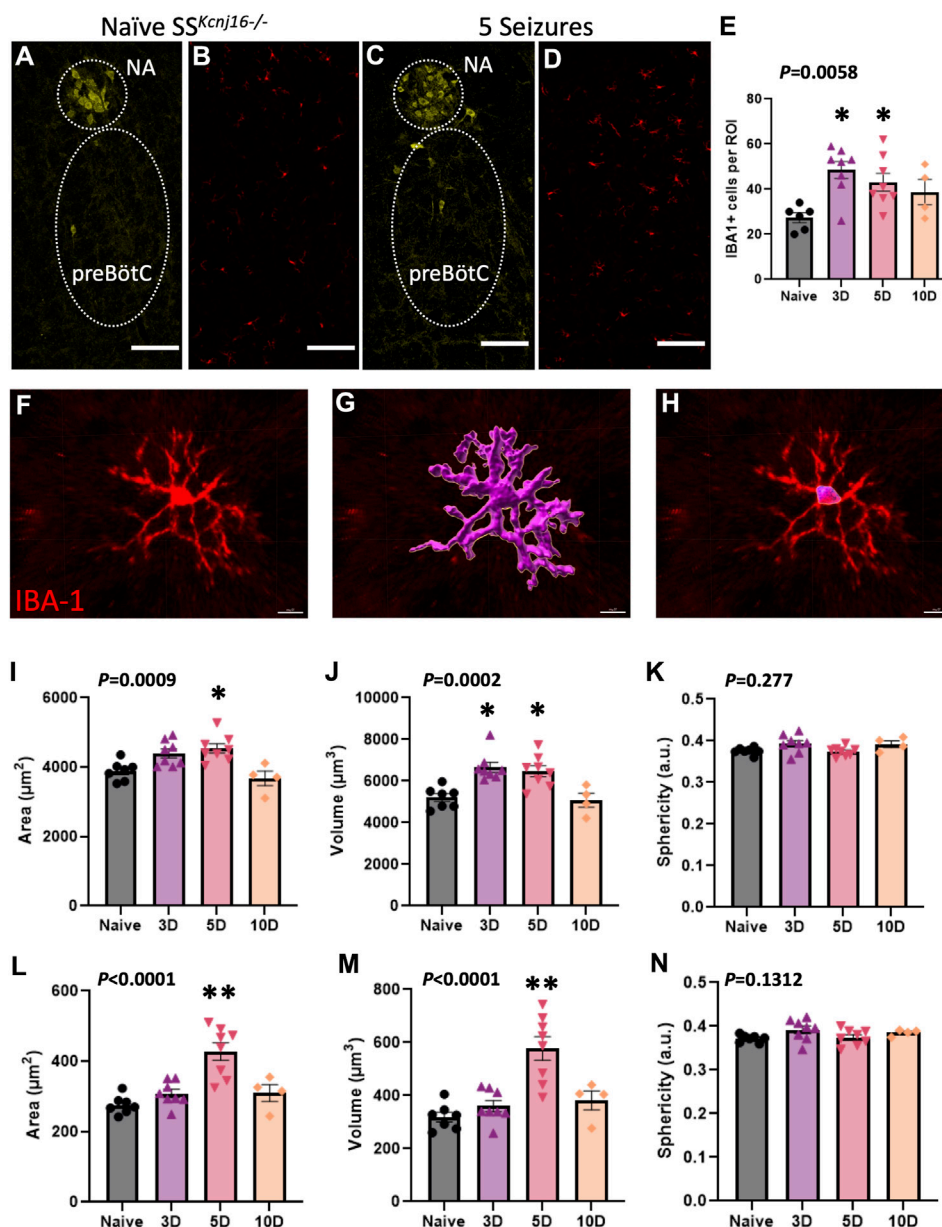 Naïve SSKcnj16-/-
5 Seizures
A
NA
preBötC
B
C
NA
preBötC
D
E
P=0.0058
* *
IBA1+ cells per ROI
80
60
40
20
0
Naive 3D 5D 10D
F
IBA-1
G
H
I
P=0.0009
*
Area (µm²)
6000
4000
2000
0
Naive 3D 5D 10D
J
P=0.0002
* *
Volume (µm³)
10000
8000
6000
4000
2000
0
Naive 3D 5D 10D
K
P=0.277
Sphericity (a.u.)
0.5
0.4
0.3
0.2
0.1
0.0
Naive 3D 5D 10D
L
P<0.0001
**
Area (µm²)
600
400
200
0
Naive 3D 5D 10D
M
P<0.0001
**
Volume (µm³)
800
600
400
200
0
Naive 3D 5D 10D
N
P=0.1312
Sphericity (a.u.)
0.5
0.4
0.3
0.2
0.1
0.0
Naive 3D 5D 10D